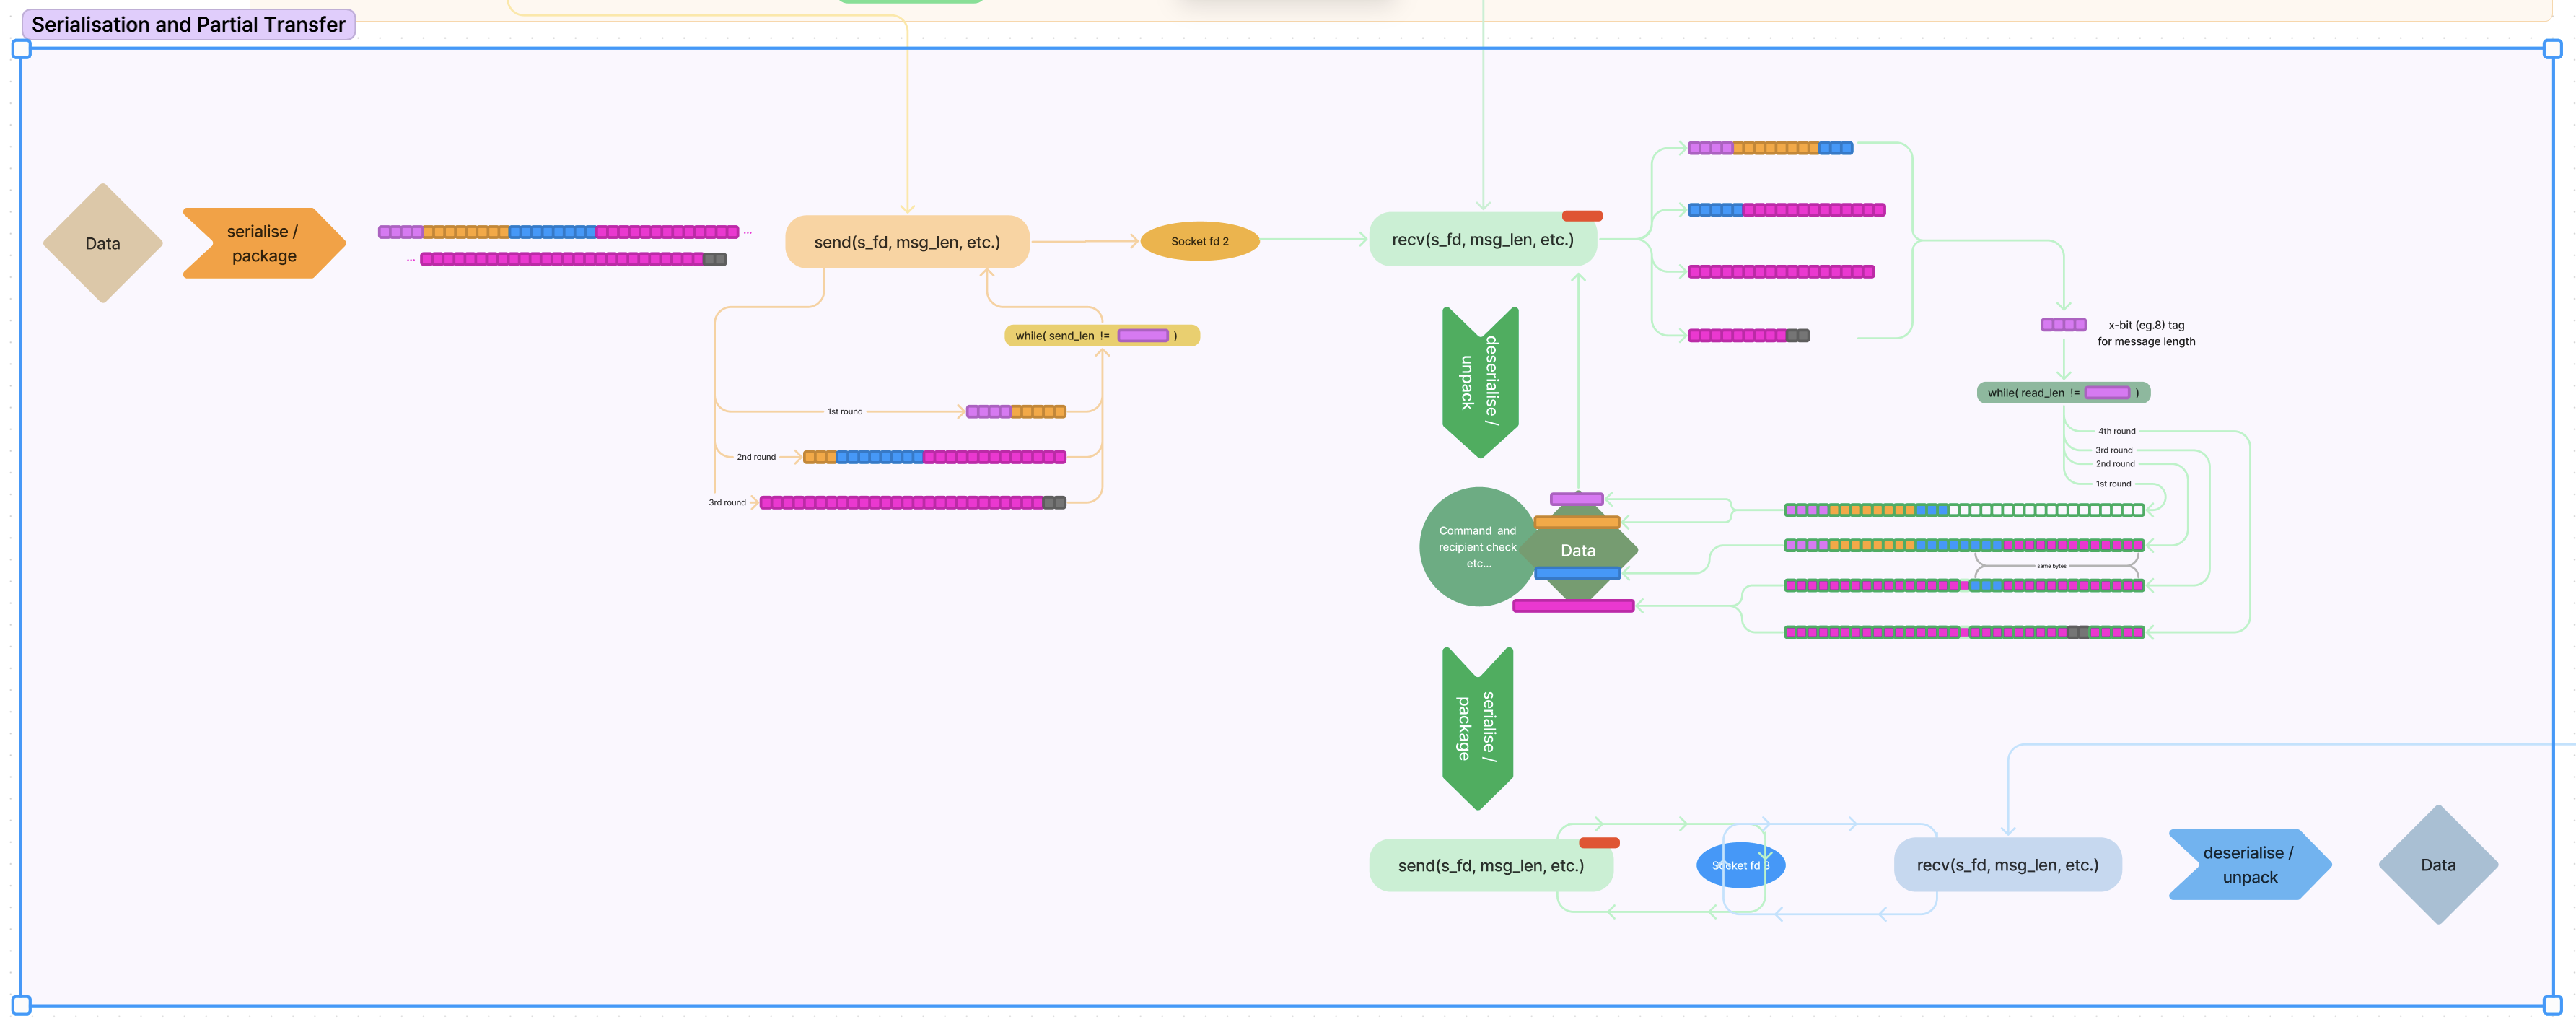 Serialisation and Partial Transfer
Data
serialise /
package
...
...
send(s_fd, msg_len, etc.)
Socket fd 2
recv(s_fd, msg_len, etc.)
while( send_len != )
1st round
2nd round
3rd round
x-bit (eg.8) tag
for message length
while( read_len != )
4th round
3rd round
2nd round
1st round
deserialise /
unpack
Command and
recipient check
etc...
Data
same bytes
serialise /
package
send(s_fd, msg_len, etc.)
Socket fd 3
recv(s_fd, msg_len, etc.)
deserialise /
unpack
Data